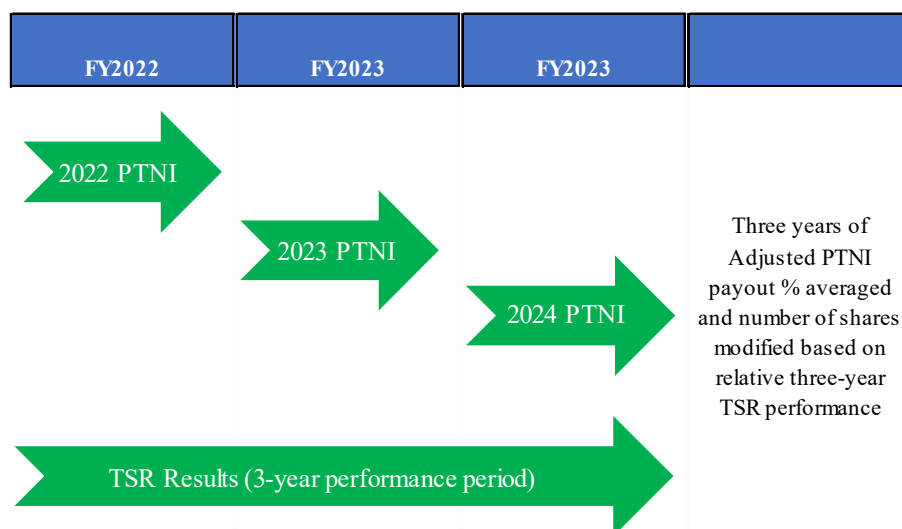 FY2022
FY2023
FY2023
2022 PTNI
2023 PTNI
2024 PTNI
Three years of
Adjusted PTNI
payout % averaged
and number of shares
modified based on
relative three-year
TSR performance
TSR Results (3-year performance period)